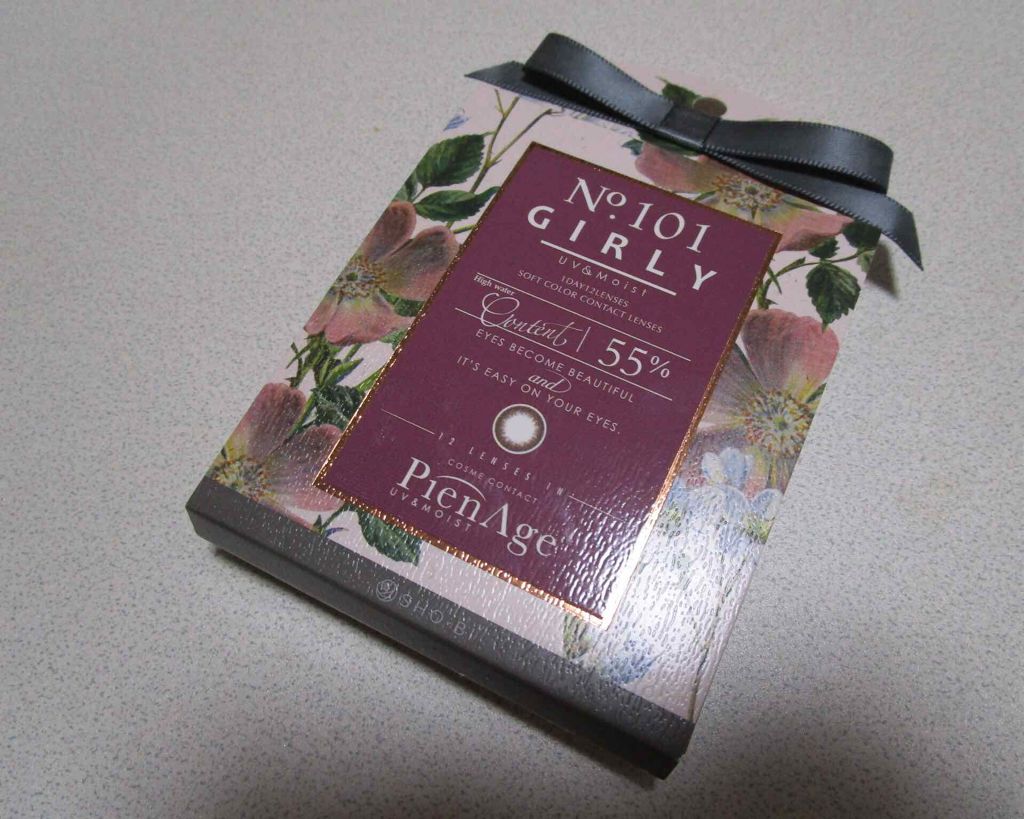 No.101
GIRLY
UV&Moist
1DAY12LENSES
SOFT COLOR CONTACT LENSES
High water
Content | 55%
EYES BECOME BEAUTIFUL
and
IT'S EASY ON YOUR EYES.
12 LENSES IN
COSME CONTACT
PienAge
UV&MOIST
SHO-BI